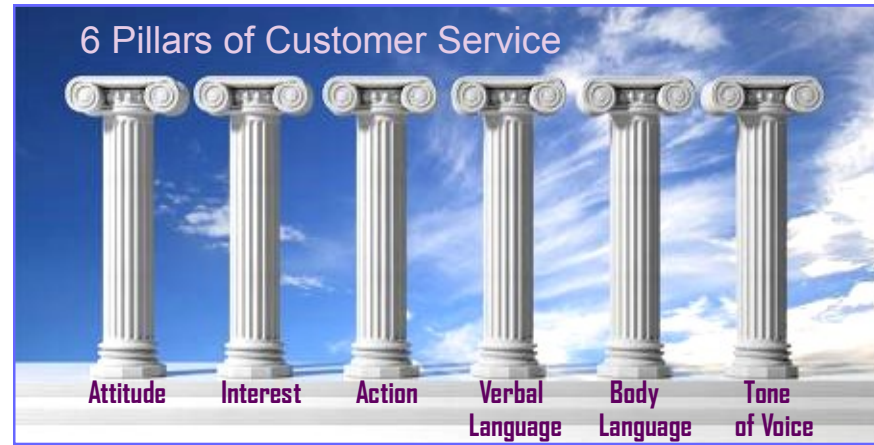 6 Pillars of Customer Service
Attitude Interest Action Verbal Body Tone
Language Language of Voice